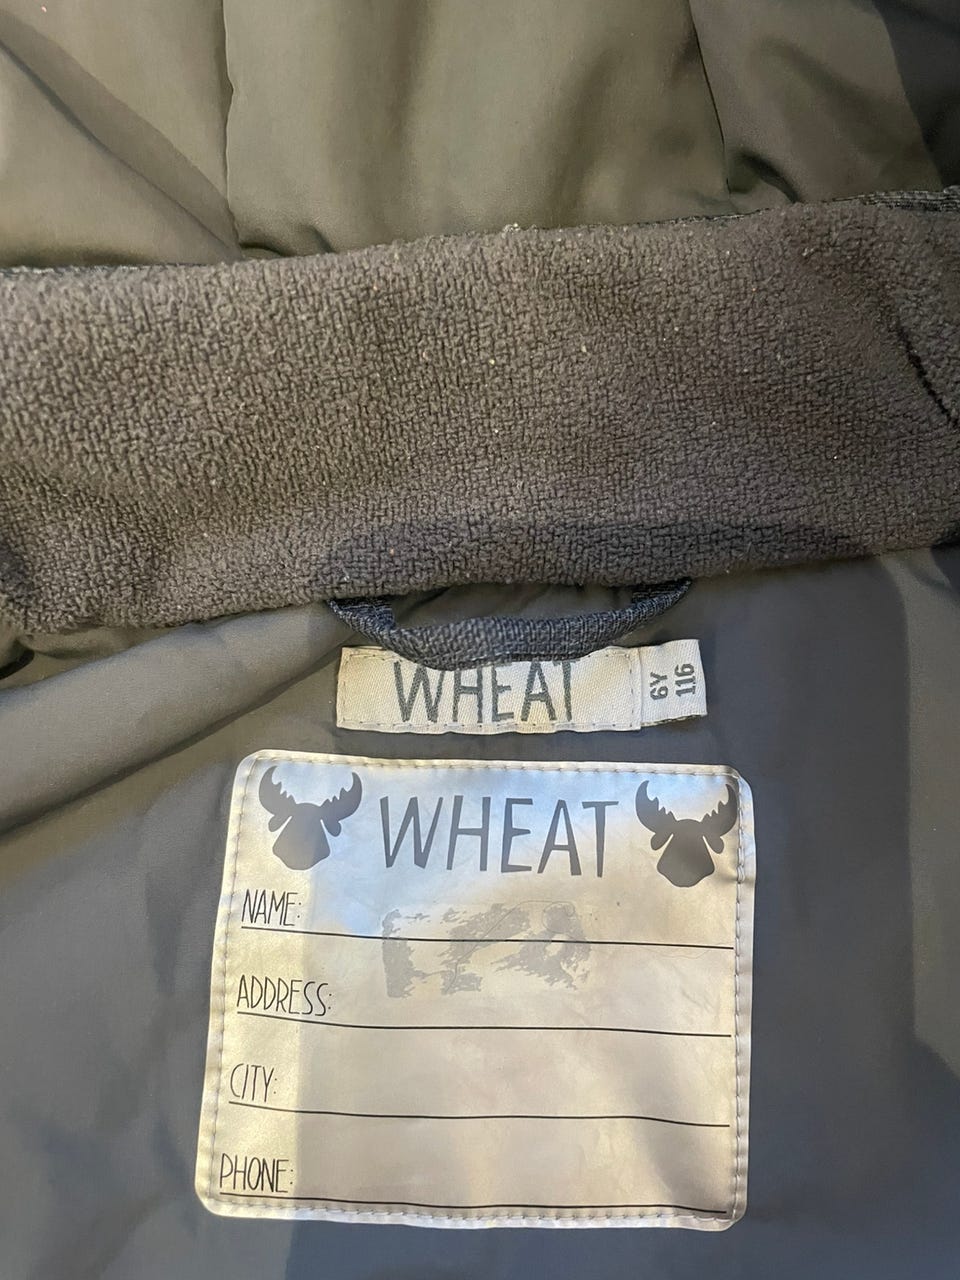 WHEAT
6Y
116
WHEAT
NAME:
ADDRESS:
CITY:
PHONE: